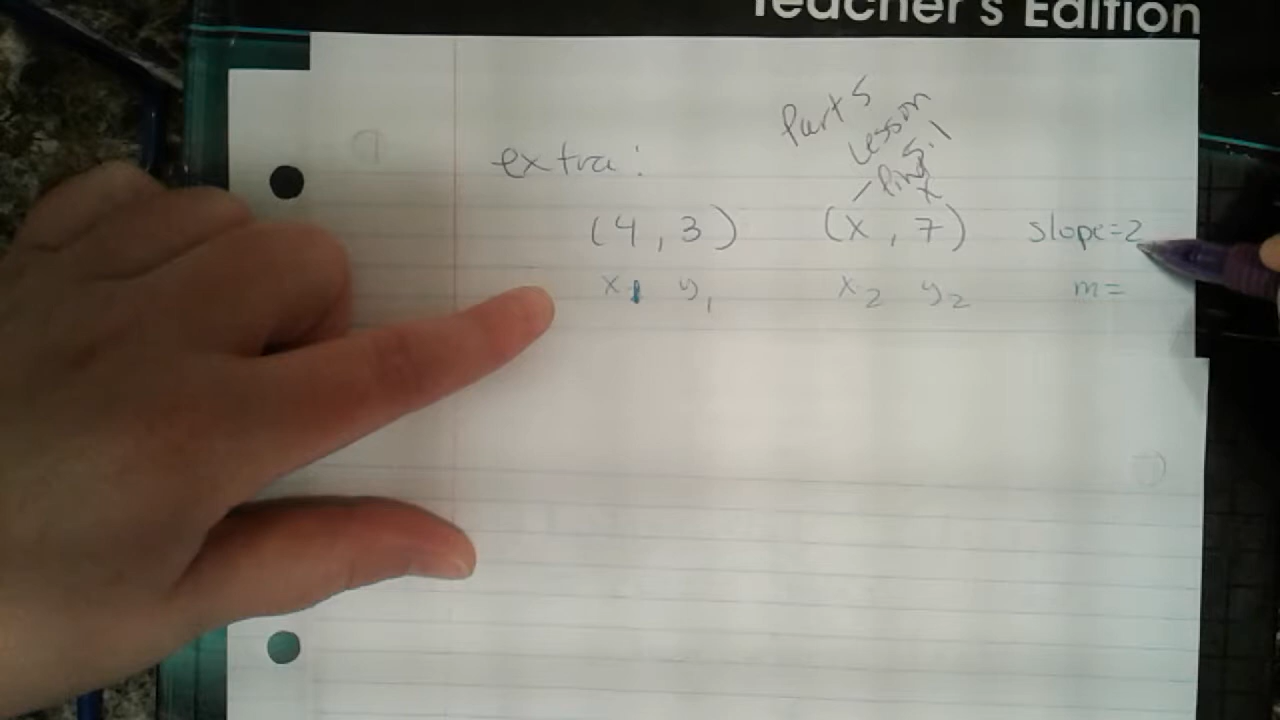 Teacher's Edition
Part 5
Lesson
5.1
- find x
extra:
(4, 3) (x, 7) slope=2
x1 y1 x2 y2 m=